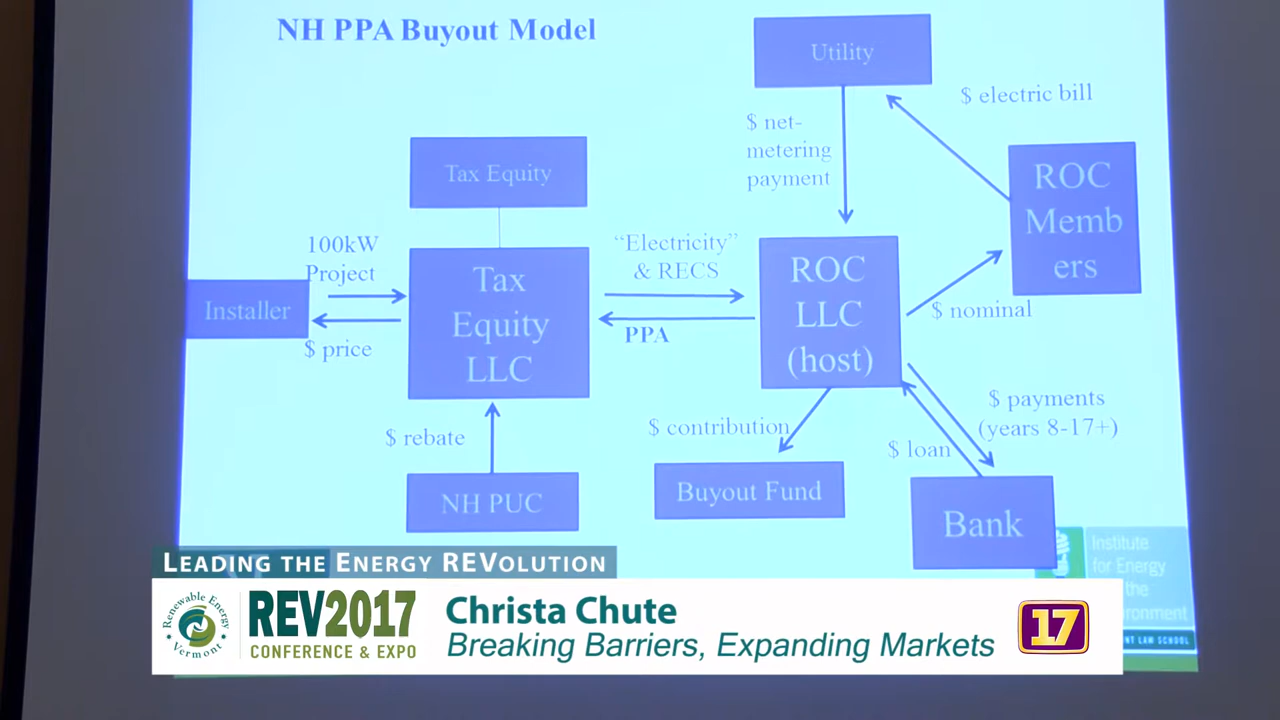 NH PPA Buyout Model
Utility
$ electric bill
$ net-
metering
payment
Tax Equity
ROC
Memb
ers
100kW
Project
"Electricity"
& RECS
Tax
Equity
LLC
ROC
LLC
(host)
Installer
$ nominal
PPA
$ price
$ payments
(years 8-17+)
$ contribution
$ rebate
$ loan
Buyout Fund
NH PUC
Bank
Institute
for Energy
the
LAW SCHOOL
LEADING THE ENERGY REVOLUTION
Renewable Energy
Vermont
REV2017
CONFERENCE & EXPO
Christa Chute
Breaking Barriers, Expanding Markets
17